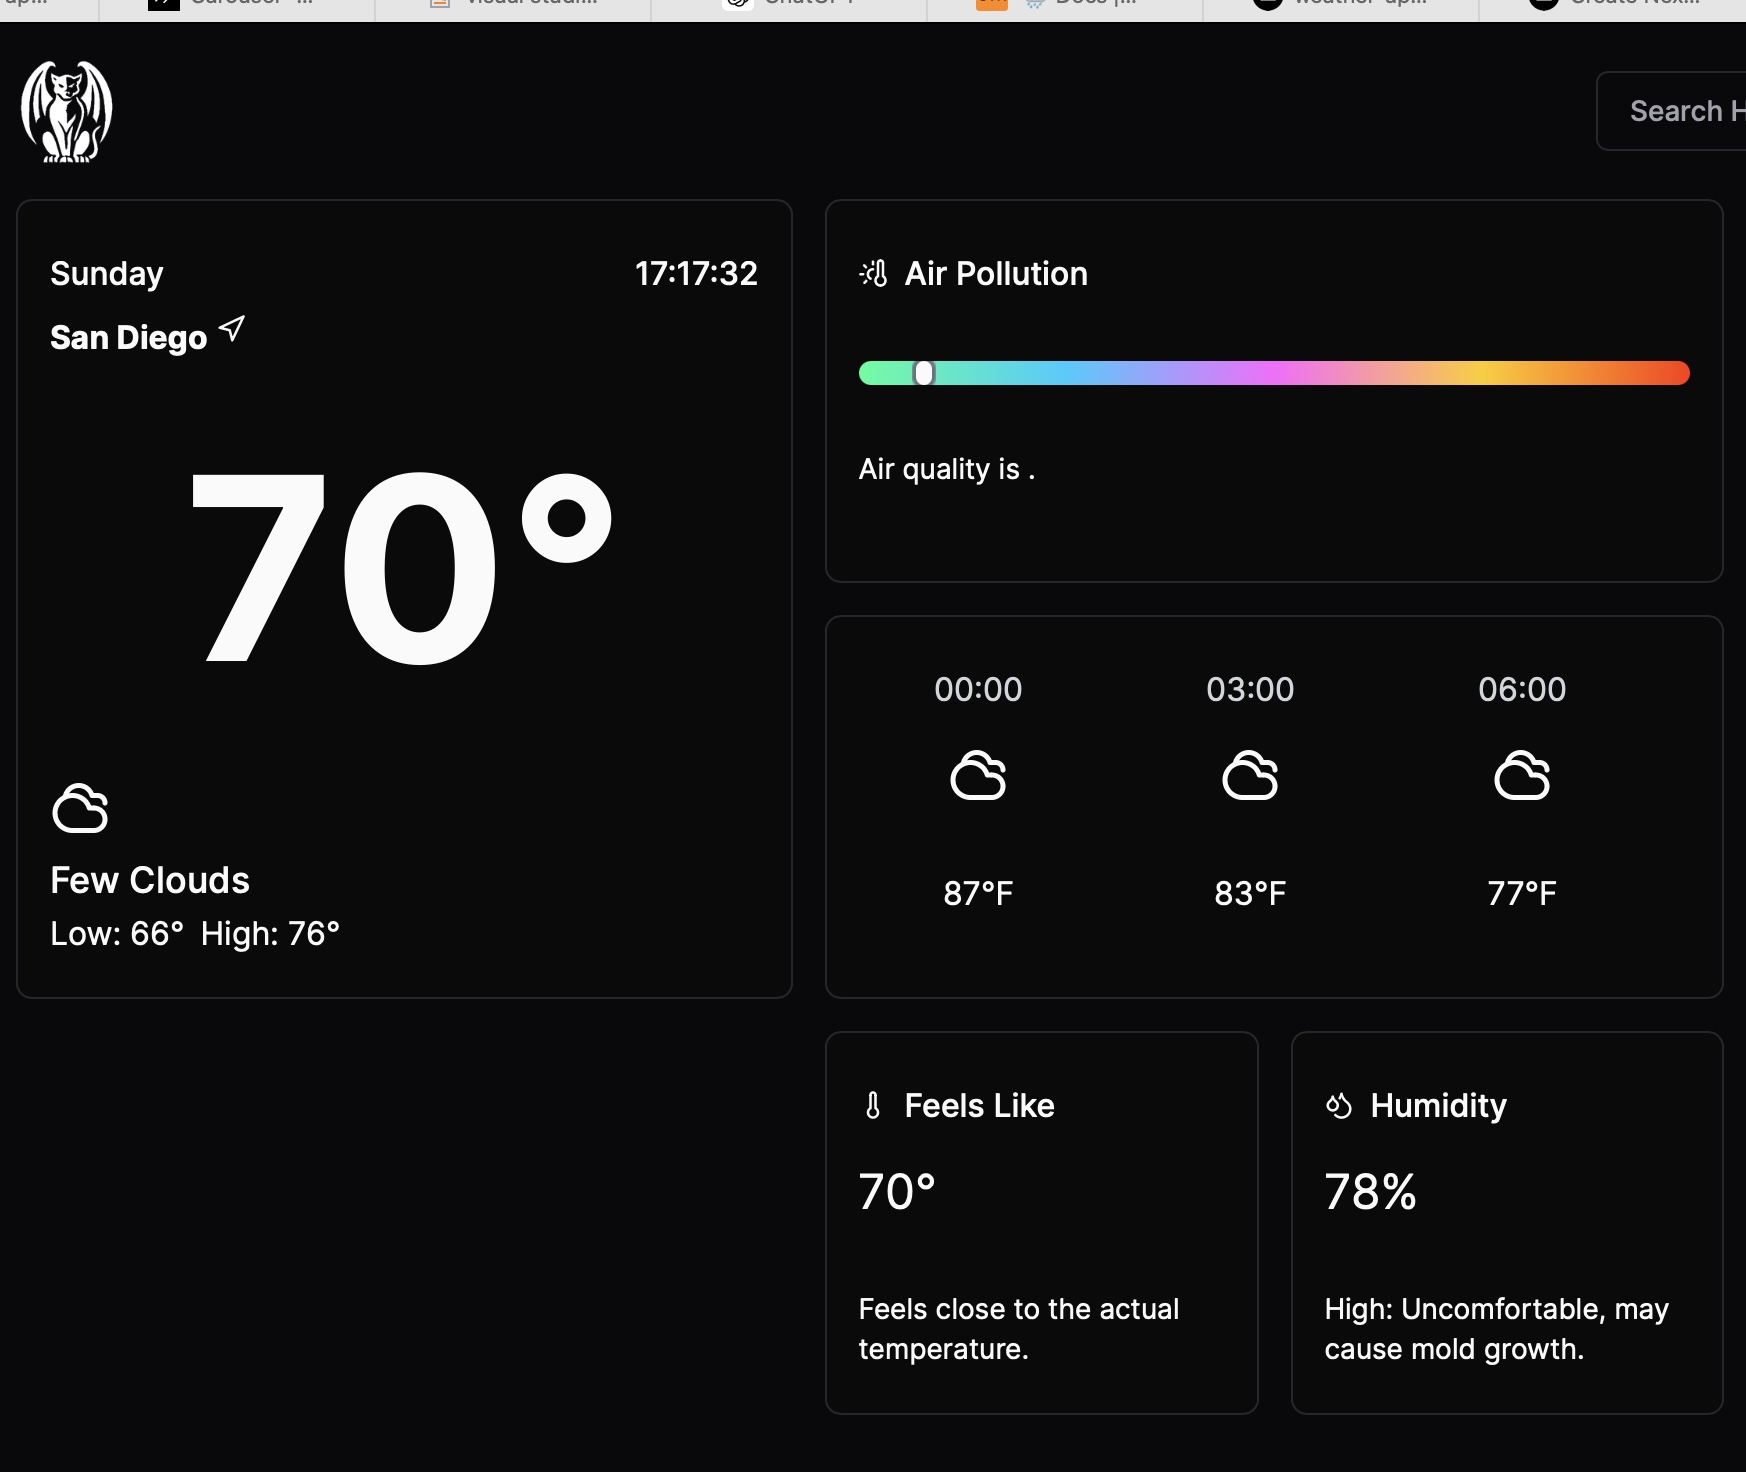 Search
Sunday
17:17:32
San Diego
70°
Few Clouds
Low: 66° High: 76°
Air Pollution
Air quality is .
00:00 03:00 06:00
87°F 83°F 77°F
Feels Like
70°
Feels close to the actual
temperature.
Humidity
78%
High: Uncomfortable, may
cause mold growth.